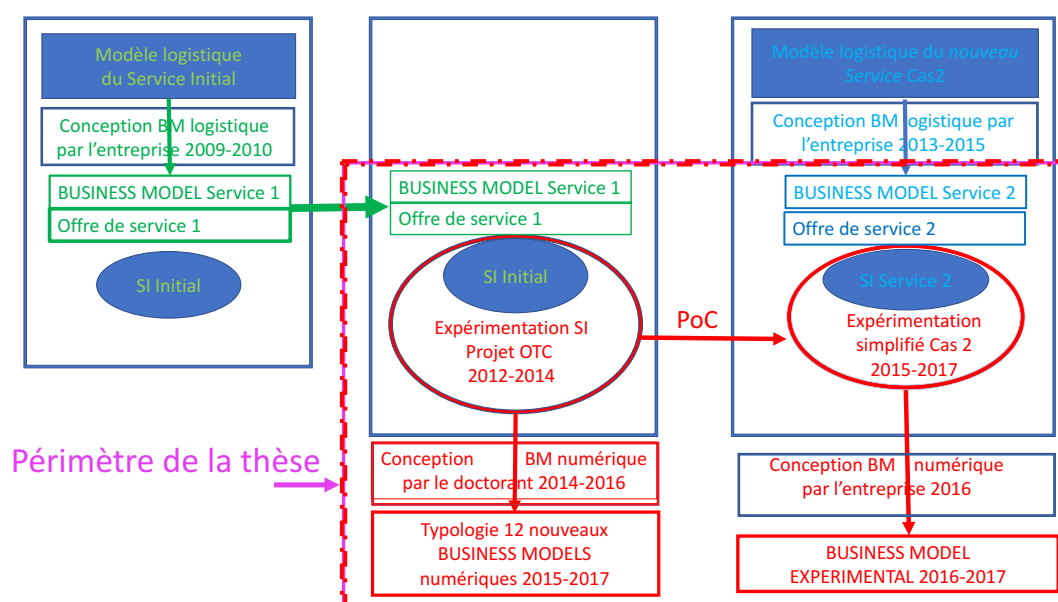 Modèle logistique
du Service Initial
Conception BM logistique
par l'entreprise 2009-2010
BUSINESS MODEL Service 1
Offre de service 1
SI Initial
BUSINESS MODEL Service 1
Offre de service 1
SI Initial
Expérimentation SI
Projet OTC
2012-2014
PoC
Conception BM numérique
par le doctorant 2014-2016
Typologie 12 nouveaux
BUSINESS MODELS
numériques 2015-2017
Modèle logistique du nouveau
Service Cas2
Conception BM logistique par
l'entreprise 2013-2015
BUSINESS MODEL Service 2
Offre de service 2
SI Service 2
Expérimentation
simplifié Cas 2
2015-2017
Conception BM numérique
par l'entreprise 2016
BUSINESS MODEL
EXPERIMENTAL 2016-2017
Périmètre de la thèse